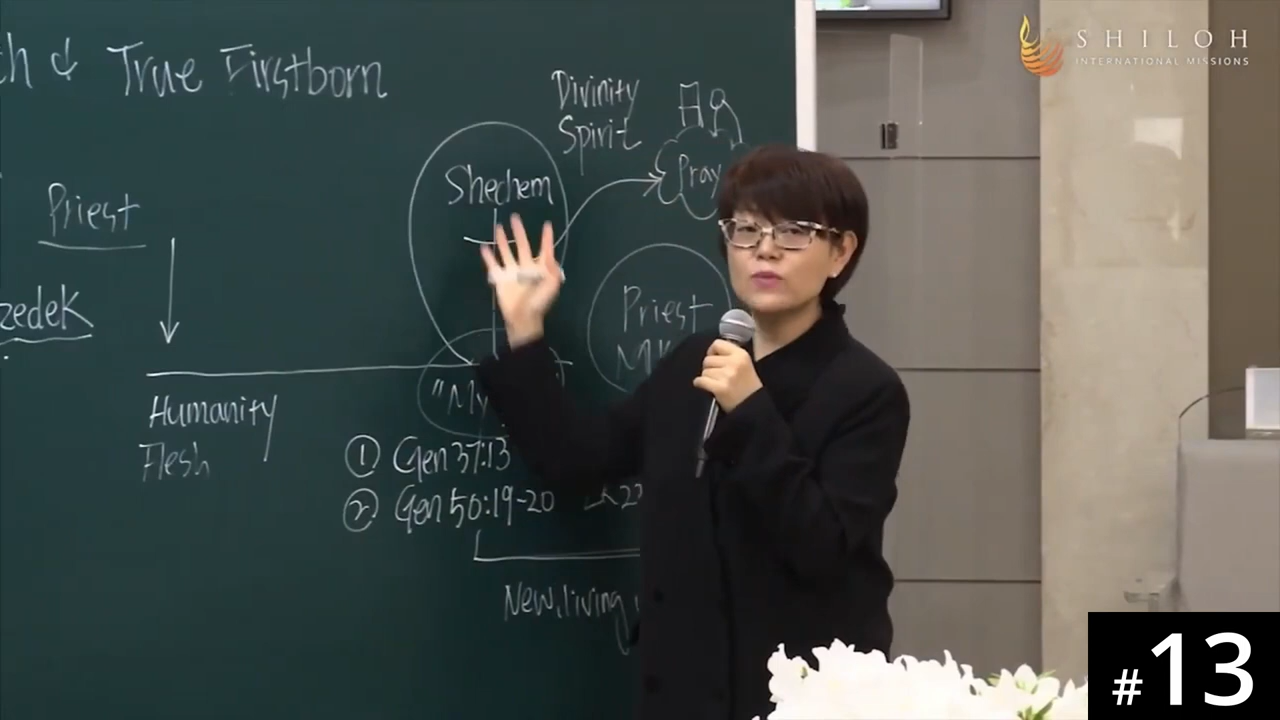 h & True Firstborn
Divinity
Spirit
SHILOH
INTERNATIONAL MISSIONS
Priest
Shechem
Pray
zedek
Priest
Humanity
Flesh
"My
① Gen 37:13
② Gen 50:19-20
New, living
#13